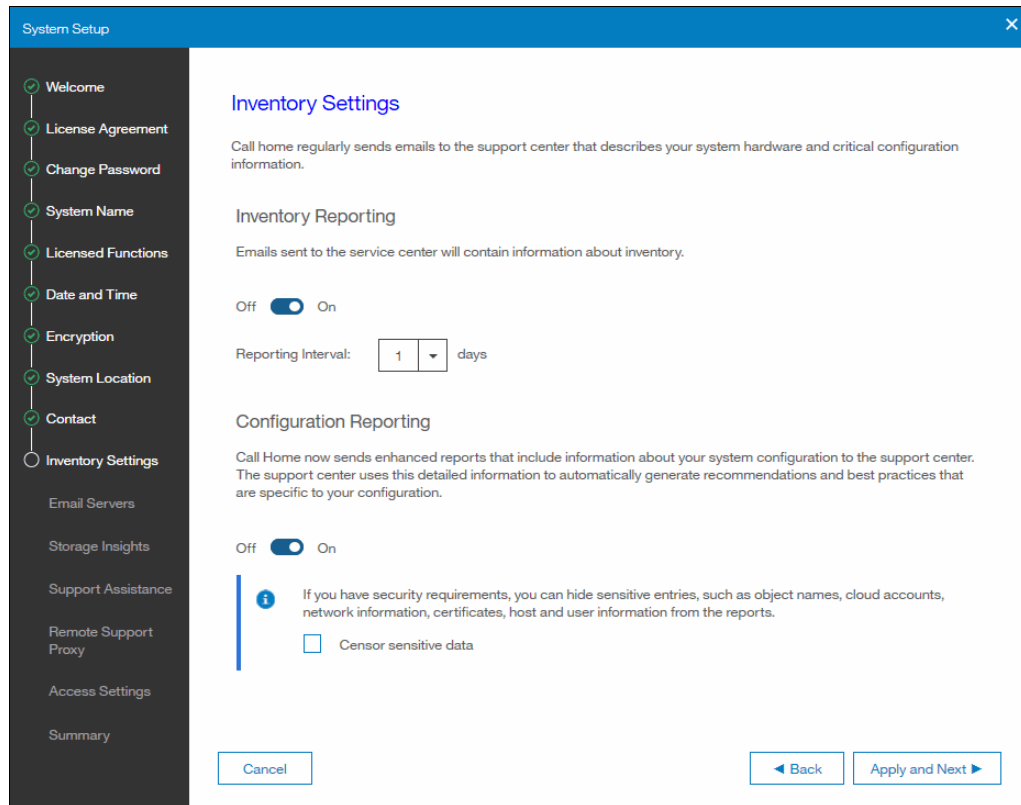 System Setup
Welcome
License Agreement
Change Password
System Name
Licensed Functions
Date and Time
Encryption
System Location
Contact
Inventory Settings
Email Servers
Storage Insights
Support Assistance
Remote Support
Proxy
Access Settings
Summary
Inventory Settings
Call home regularly sends emails to the support center that describes your system hardware and critical configuration
information.
Inventory Reporting
Emails sent to the service center will contain information about inventory.
Off On
Reporting Interval: 1 days
Configuration Reporting
Call Home now sends enhanced reports that include information about your system configuration to the support center.
The support center uses this detailed information to automatically generate recommendations and best practices that
are specific to your configuration.
Off On
If you have security requirements, you can hide sensitive entries, such as object names, cloud accounts,
network information, certificates, host and user information from the reports.
Censor sensitive data
Cancel
Back
Apply and Next